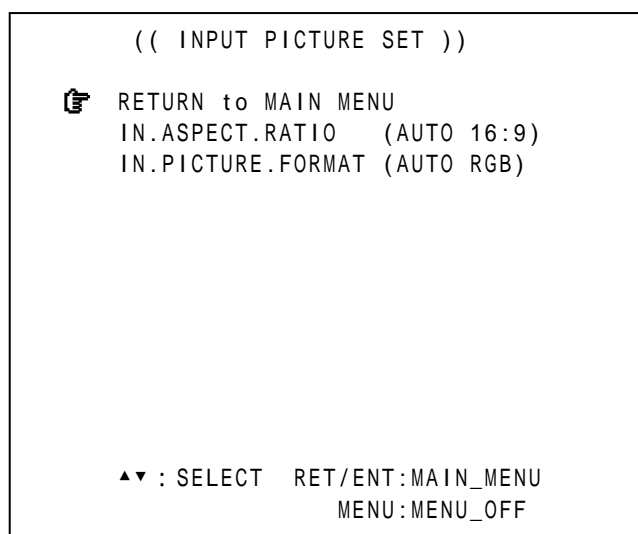 (( INPUT PICTURE SET ))
☞ RETURN to MAIN MENU
IN.ASPECT.RATIO (AUTO 16:9)
IN.PICTURE.FORMAT (AUTO RGB)
▲▼:SELECT RET/ENT:MAIN_MENU
MENU:MENU_OFF